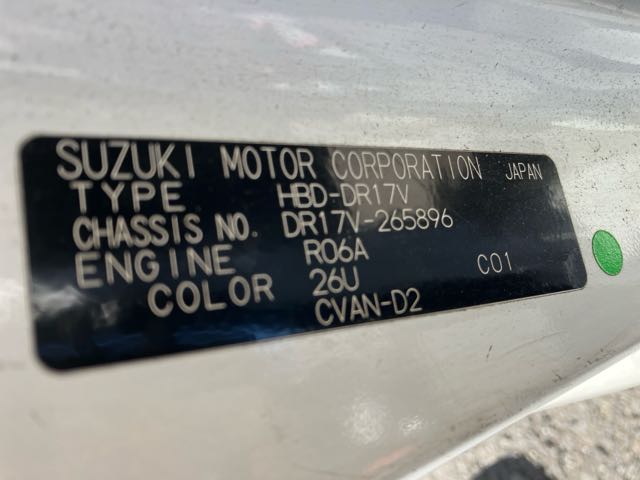 SUZUKI MOTOR CORPORATION JAPAN
TYPE HBD-DR17V
CHASSIS NO. DR17V-265896
ENGINE R06A
COLOR 26U C01
CVAN-D2